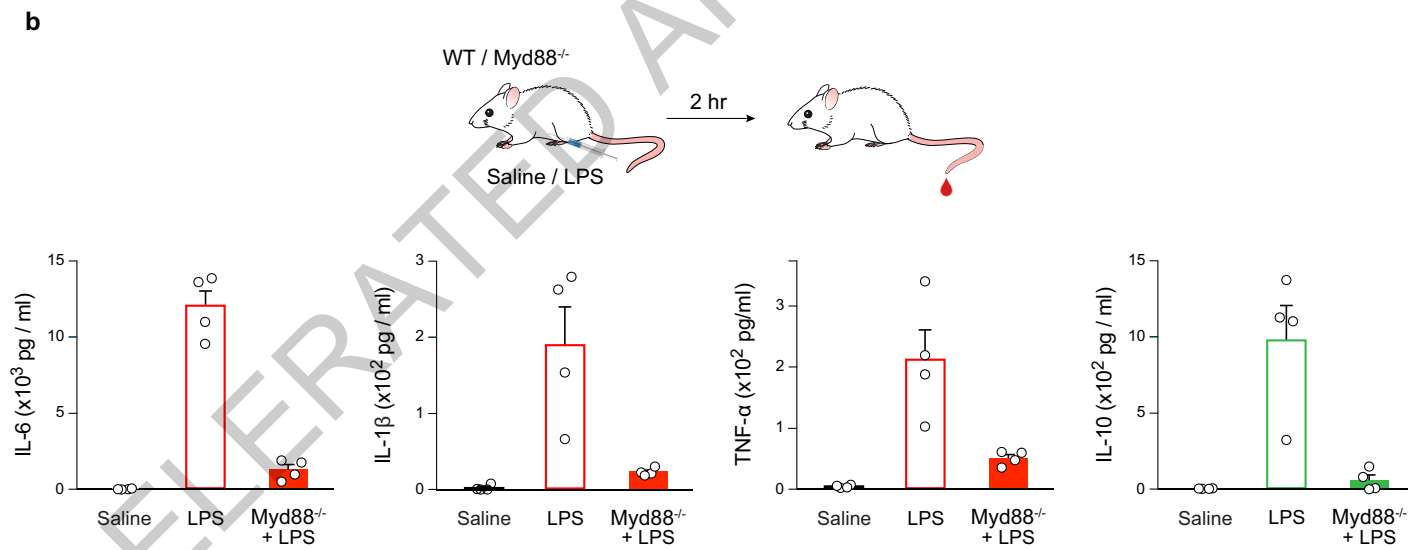 b
WT / Myd88-/-
2 hr
Saline / LPS
IL-6 (x10³ pg / ml)
15
10
5
0
Saline
LPS
Myd88-/-
+ LPS
IL-1β (x10² pg / ml)
3
2
1
0
Saline
LPS
Myd88-/-
+ LPS
TNF-α (x10² pg/ml)
3
2
1
0
Saline
LPS
Myd88-/-
+ LPS
IL-10 (x10² pg / ml)
15
10
5
0
Saline
LPS
Myd88-/-
+ LPS
ELERATED A